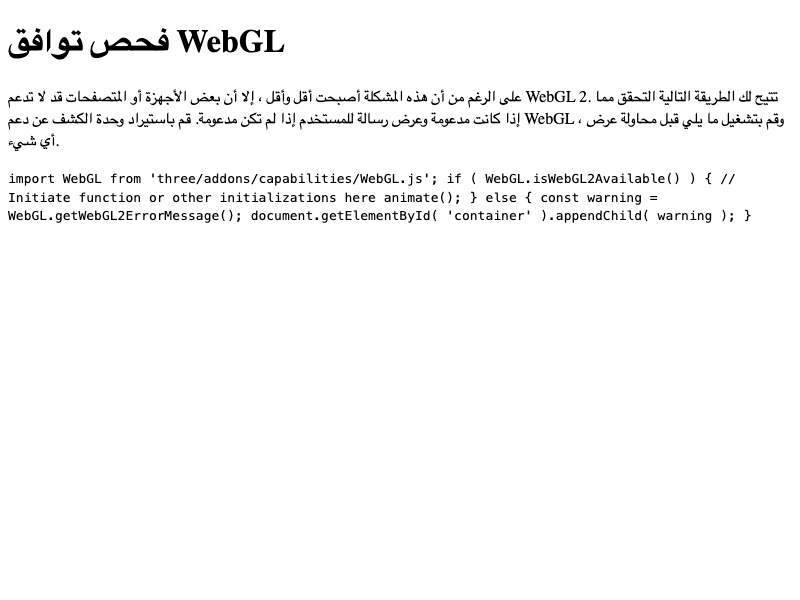 فحص توافق WebGL
على الرغم من أن هذه المشكلة أصبحت أقل وأقل ، إلا أن بعض الأجهزة أو المتصفحات قد لا تدعم WebGL 2. تتيح لك الطريقة التالية التحقق مما
إذا كانت مدعومة وعرض رسالة للمستخدم إذا لم تكن مدعومة. قم باستيراد وحدة الكشف عن دعم WebGL ، وقم بتشغيل ما يلي قبل محاولة عرض
أي شيء.
import WebGL from 'three/addons/capabilities/WebGL.js'; if ( WebGL.isWebGL2Available() ) { //
Initiate function or other initializations here animate(); } else { const warning =
WebGL.getWebGL2ErrorMessage(); document.getElementById( 'container' ).appendChild( warning ); }